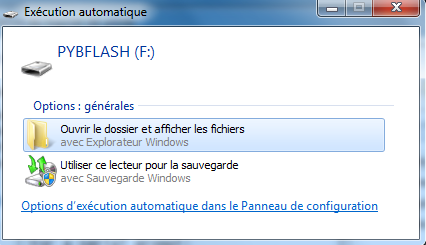 Exécution automatique
PYBFLASH (F:)
Options : générales
Ouvrir le dossier et afficher les fichiers
avec Explorateur Windows
Utiliser ce lecteur pour la sauvegarde
avec Sauvegarde Windows
Options d'exécution automatique dans le Panneau de configuration